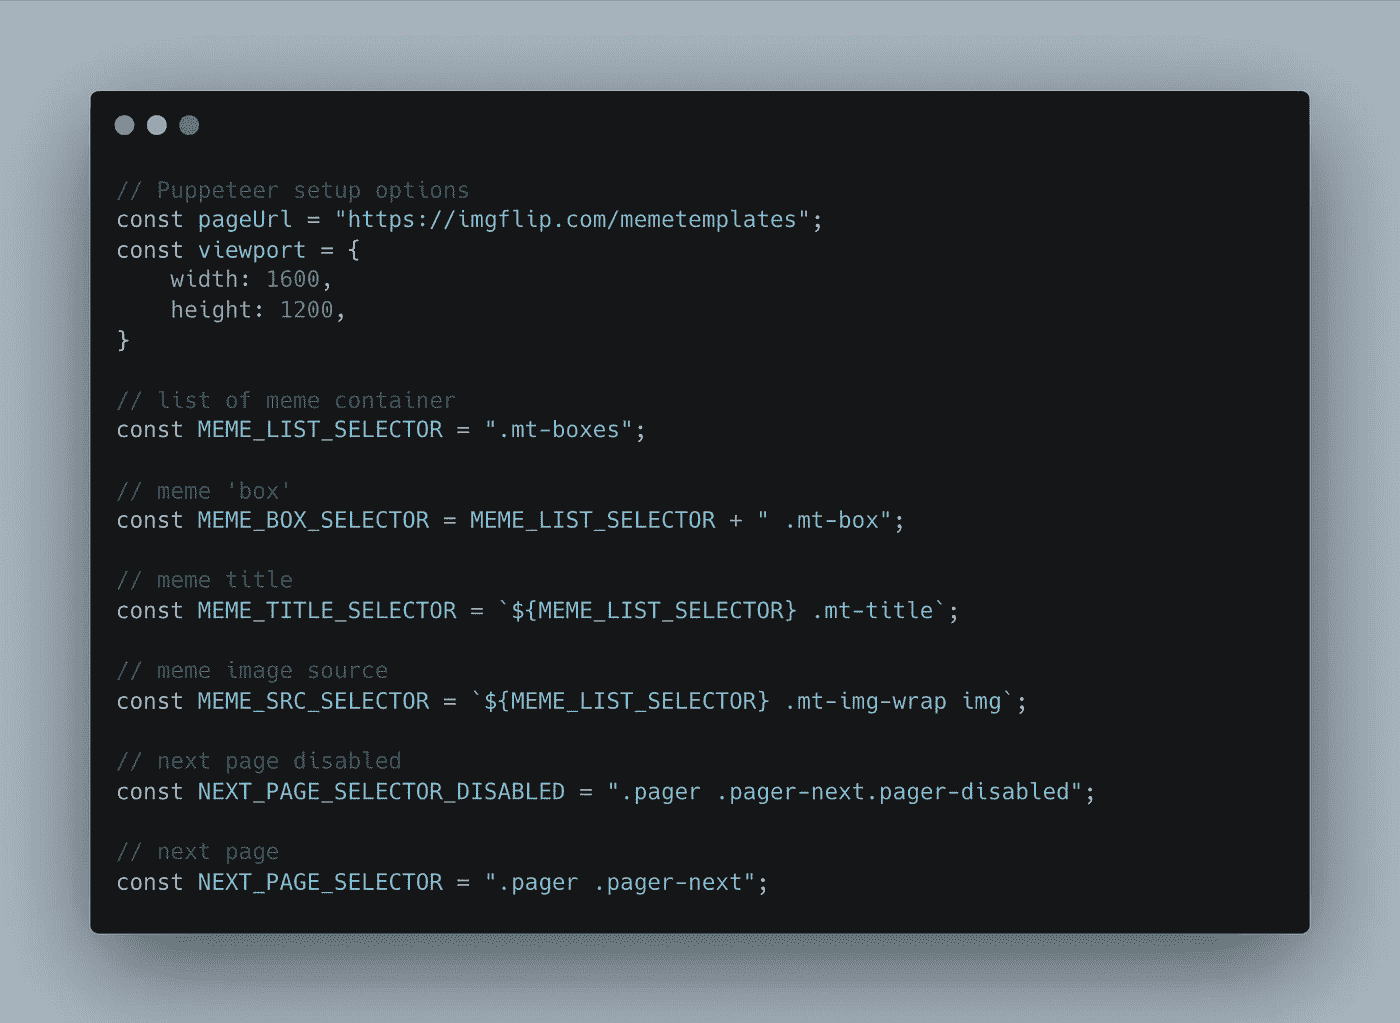 // Puppeteer setup options
const pageUrl = "https://imgflip.com/memetemplates";
const viewport = {
    width: 1600,
    height: 1200,
}

// list of meme container
const MEME_LIST_SELECTOR = ".mt-boxes";

// meme 'box'
const MEME_BOX_SELECTOR = MEME_LIST_SELECTOR + " .mt-box";

// meme title
const MEME_TITLE_SELECTOR = `${MEME_LIST_SELECTOR} .mt-title`;

// meme image source
const MEME_SRC_SELECTOR = `${MEME_LIST_SELECTOR} .mt-img-wrap img`;

// next page disabled
const NEXT_PAGE_SELECTOR_DISABLED = ".pager .pager-next.pager-disabled";

// next page
const NEXT_PAGE_SELECTOR = ".pager .pager-next";